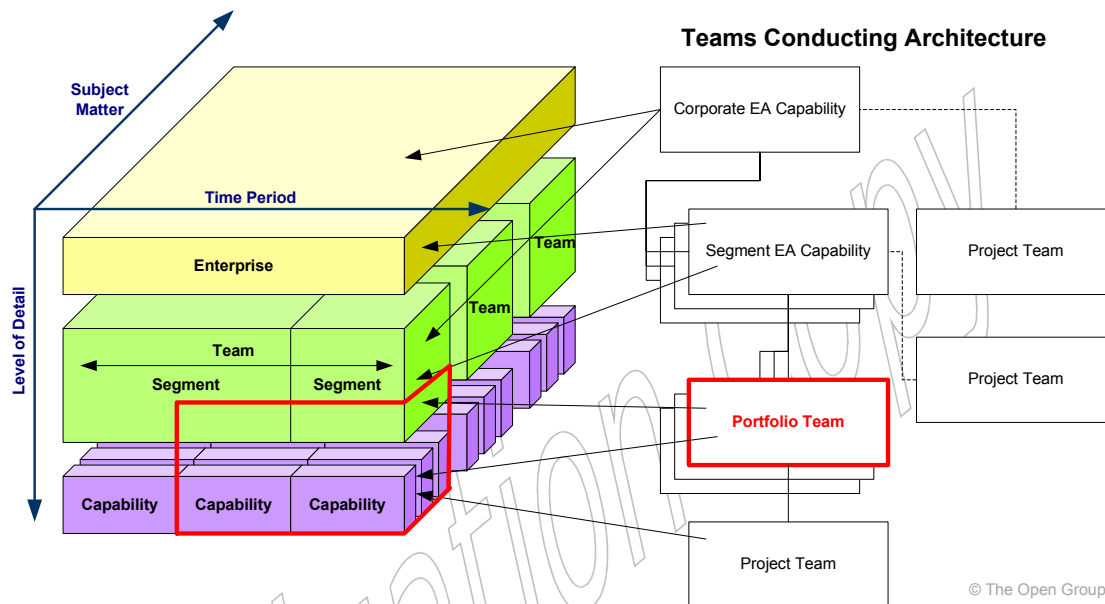 Teams Conducting Architecture
Subject
Matter
Corporate EA Capability
Time Period
Team
Enterprise
Segment EA Capability
Project Team
Level of Detail
Team
Team
Segment
Segment
Project Team
Portfolio Team
Capability
Capability
Capability
Project Team
© The Open Group